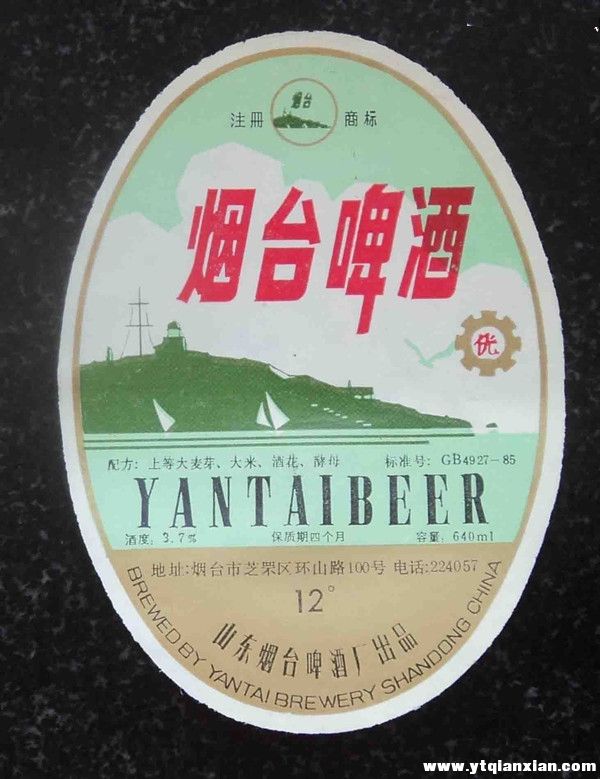 烟台
注册 商标
烟台啤酒
优
配方：上等大麦芽、大米、酒花、酵母 标准号：GB4927-85
YANTAIBEER
酒度：3.7% 保质期四个月 容量：640ml
地址:烟台市芝罘区环山路100号 电话:224057
12°
山东烟台啤酒厂出品
BREWED BY YANTAI BREWERY SHANDONG CHINA
www.ytqianxian.com